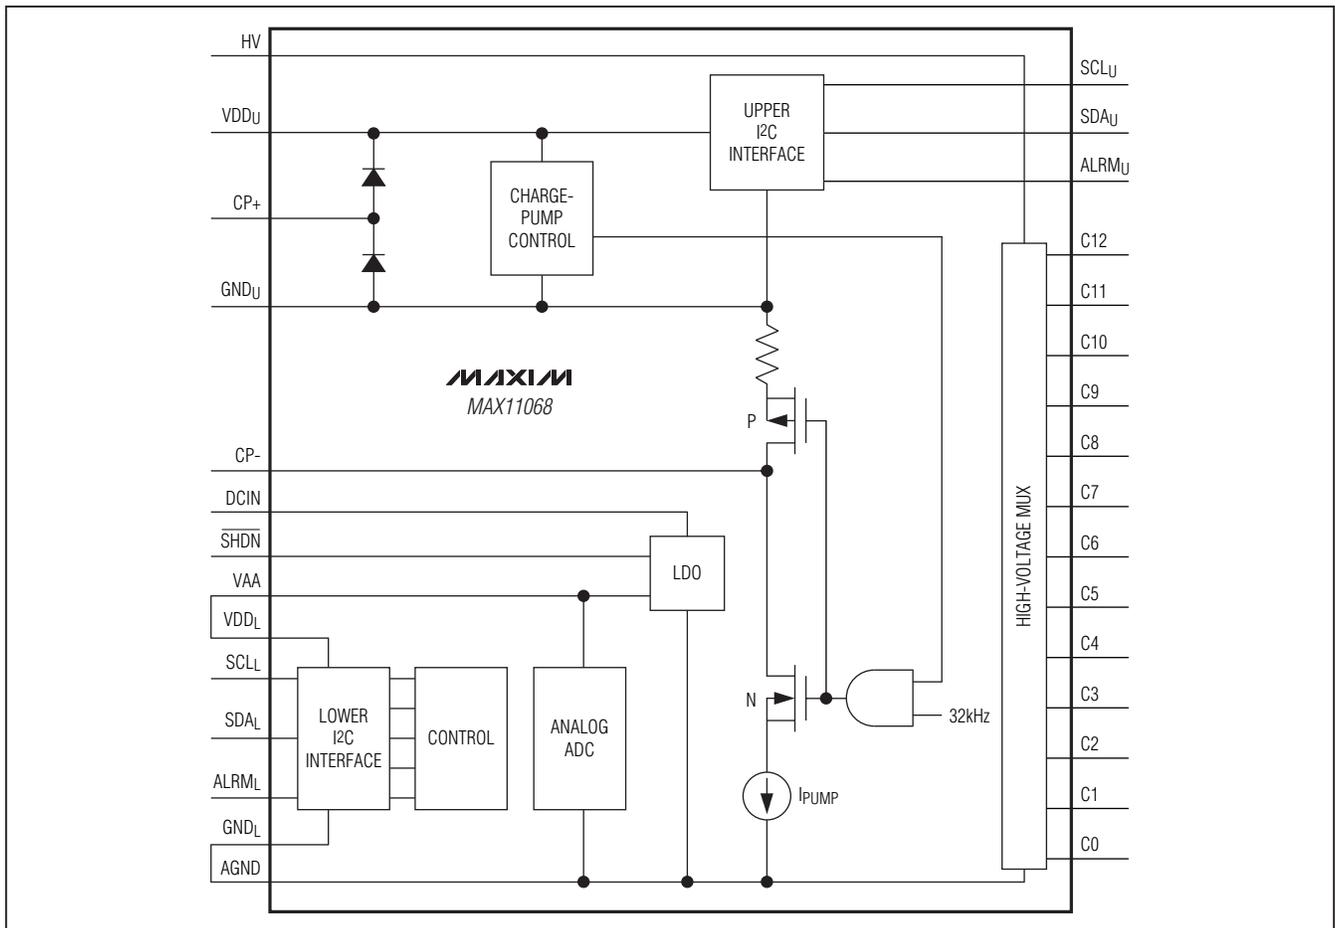 HV
VDDU
CP+
GNDU
UPPER
I2C
INTERFACE
CHARGE-
PUMP
CONTROL
SCLU
SDAU
ALRMU
MAXIM
MAX11068
P
CP-
DCIN
SHDN
VAA
VDDL
SCLL
SDAL
ALRML
GNDL
AGND
LDO
LOWER
I2C
INTERFACE
CONTROL
ANALOG
ADC
N
32kHz
IPUMP
HIGH-VOLTAGE MUX
C12
C11
C10
C9
C8
C7
C6
C5
C4
C3
C2
C1
C0